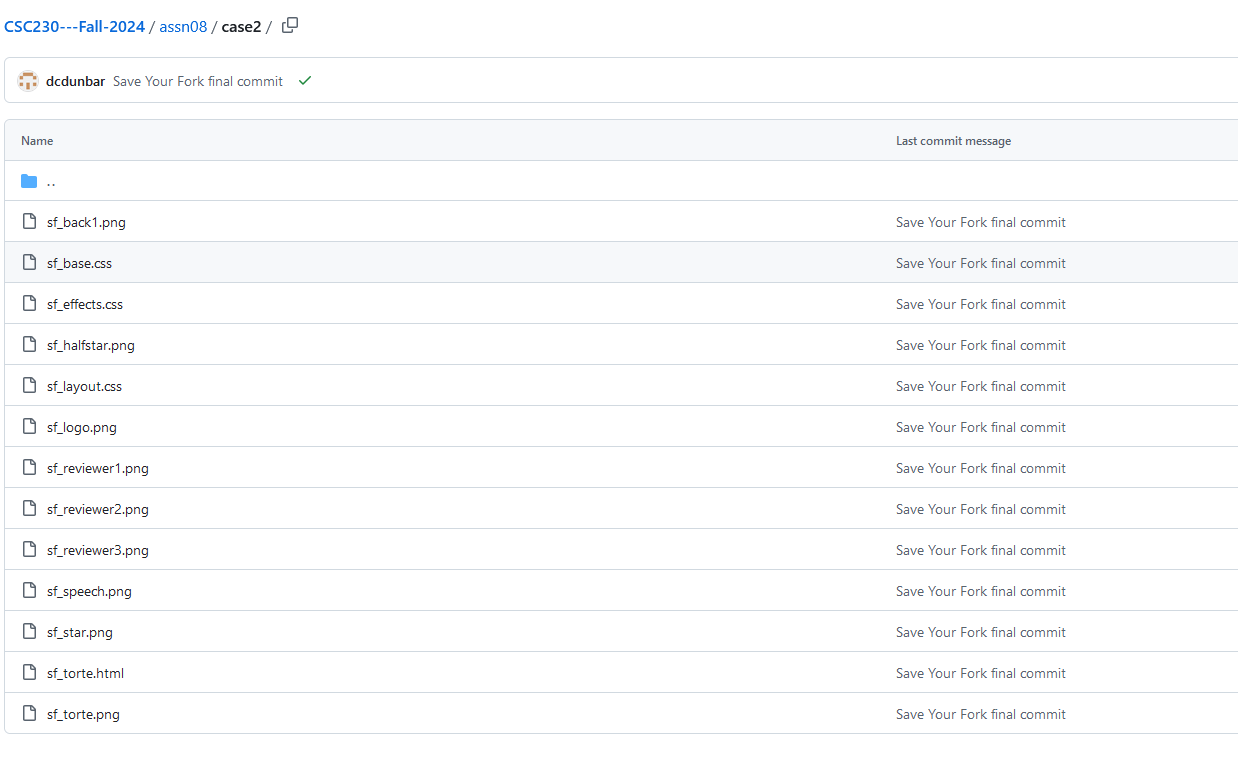 CSC230---Fall-2024 / assn08 / case2 /
dcdunbar Save Your Fork final commit
Name Last commit message
..
sf_back1.png Save Your Fork final commit
sf_base.css Save Your Fork final commit
sf_effects.css Save Your Fork final commit
sf_halfstar.png Save Your Fork final commit
sf_layout.css Save Your Fork final commit
sf_logo.png Save Your Fork final commit
sf_reviewer1.png Save Your Fork final commit
sf_reviewer2.png Save Your Fork final commit
sf_reviewer3.png Save Your Fork final commit
sf_speech.png Save Your Fork final commit
sf_star.png Save Your Fork final commit
sf_torte.html Save Your Fork final commit
sf_torte.png Save Your Fork final commit